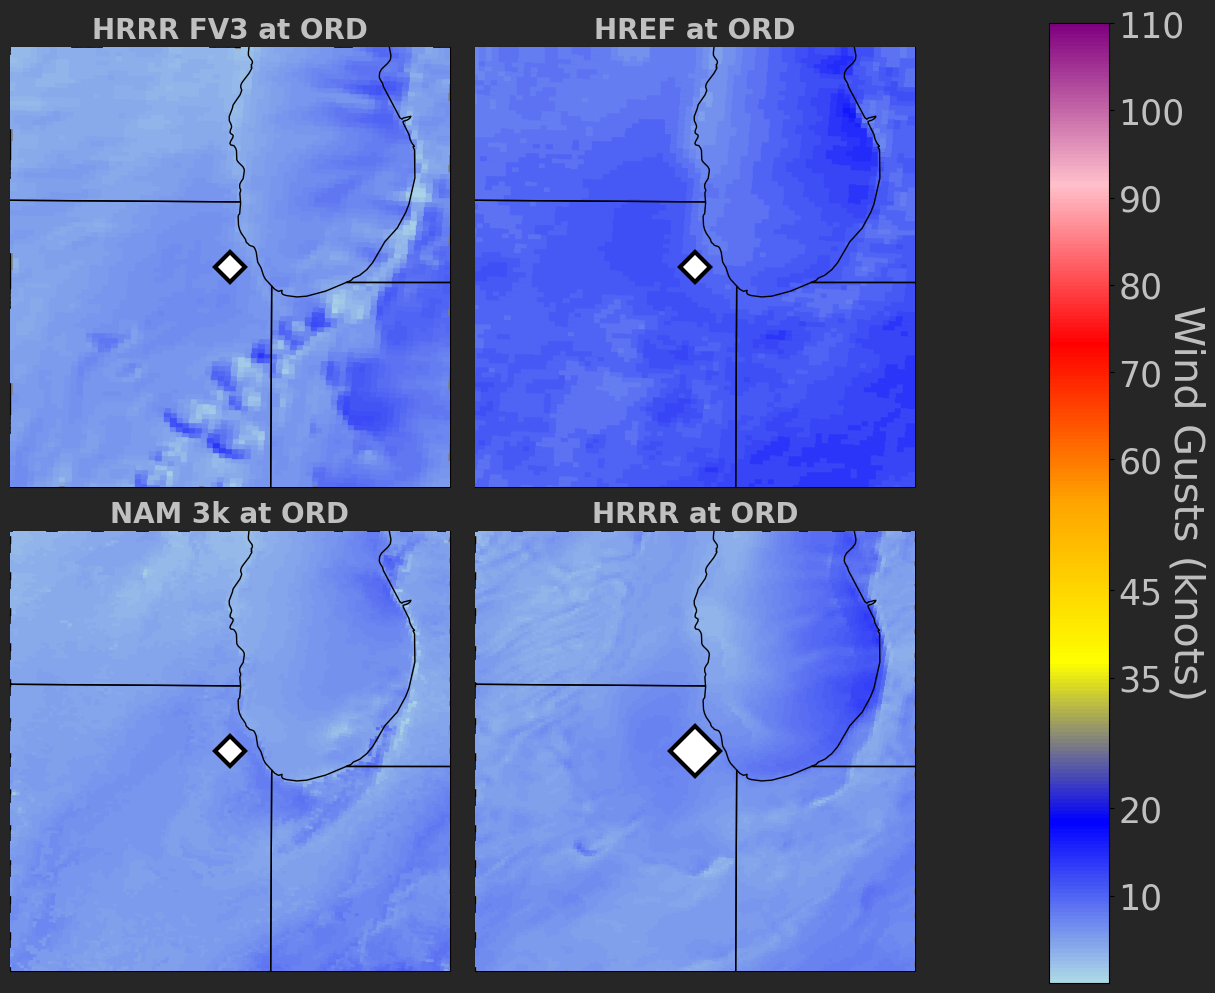 HRRR FV3 at ORD
HREF at ORD
NAM 3k at ORD
HRRR at ORD
110
100
90
80
70
60
45
35
20
10
Wind Gusts (knots)